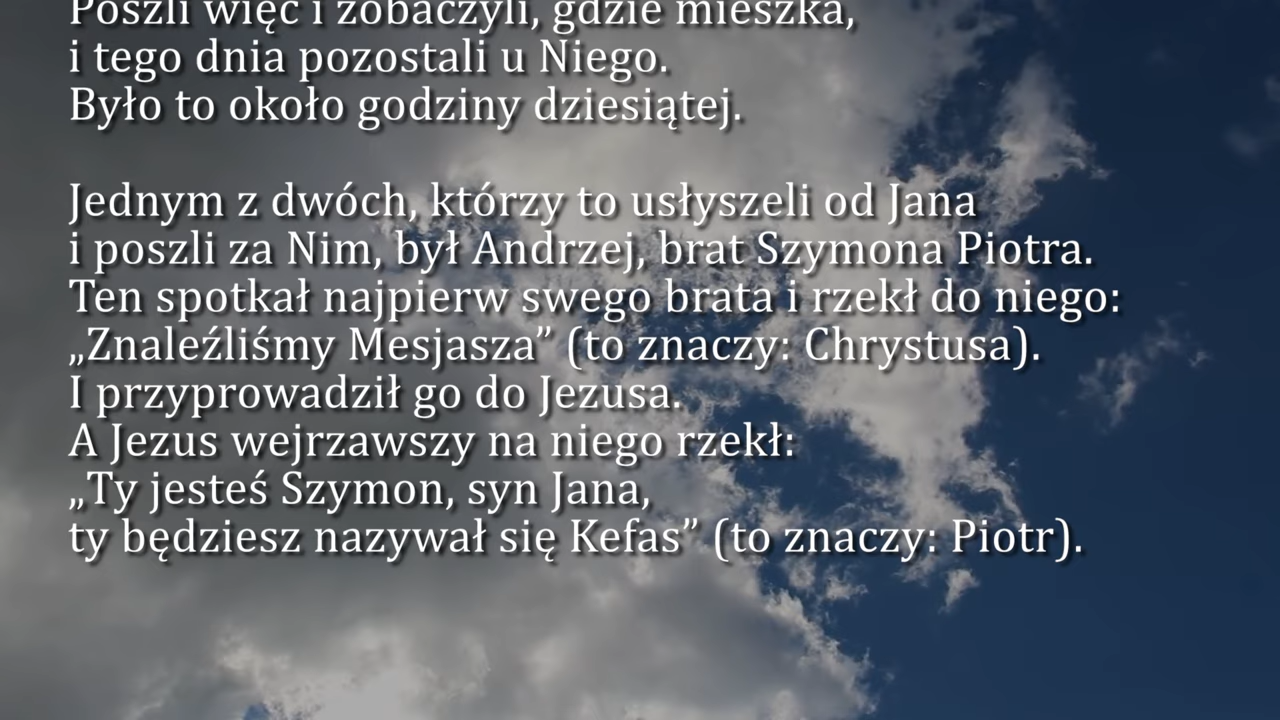 Poszli więc i zobaczyli, gdzie mieszka,
i tego dnia pozostali u Niego.
Było to około godziny dziesiątej.
Jednym z dwóch, którzy to usłyszeli od Jana
i poszli za Nim, był Andrzej, brat Szymona Piotra.
Ten spotkał najpierw swego brata i rzekł do niego:
„Znaleźliśmy Mesjasza” (to znaczy: Chrystusa).
I przyprowadził go do Jezusa.
A Jezus wejrzawszy na niego rzekł:
„Ty jesteś Szymon, syn Jana,
ty będziesz nazywał się Kefas” (to znaczy: Piotr).